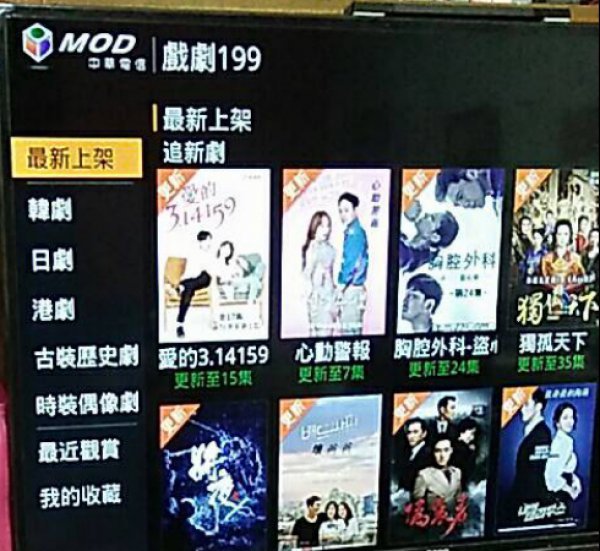 MOD
中華電信
戲劇199
最新上架
追新劇
最新上架
韓劇
日劇
港劇
古裝歷史劇
時裝偶像劇
最近觀賞
我的收藏
更新
愛的
3.14159
愛的3.14159
更新至15集
更新
心動警報
心動警報
更新至7集
更新
胸腔外科
第24集
胸腔外科-盜
更新至24集
更新
獨孤天下
獨孤天下
更新至35集
更新
更新
更新
更新